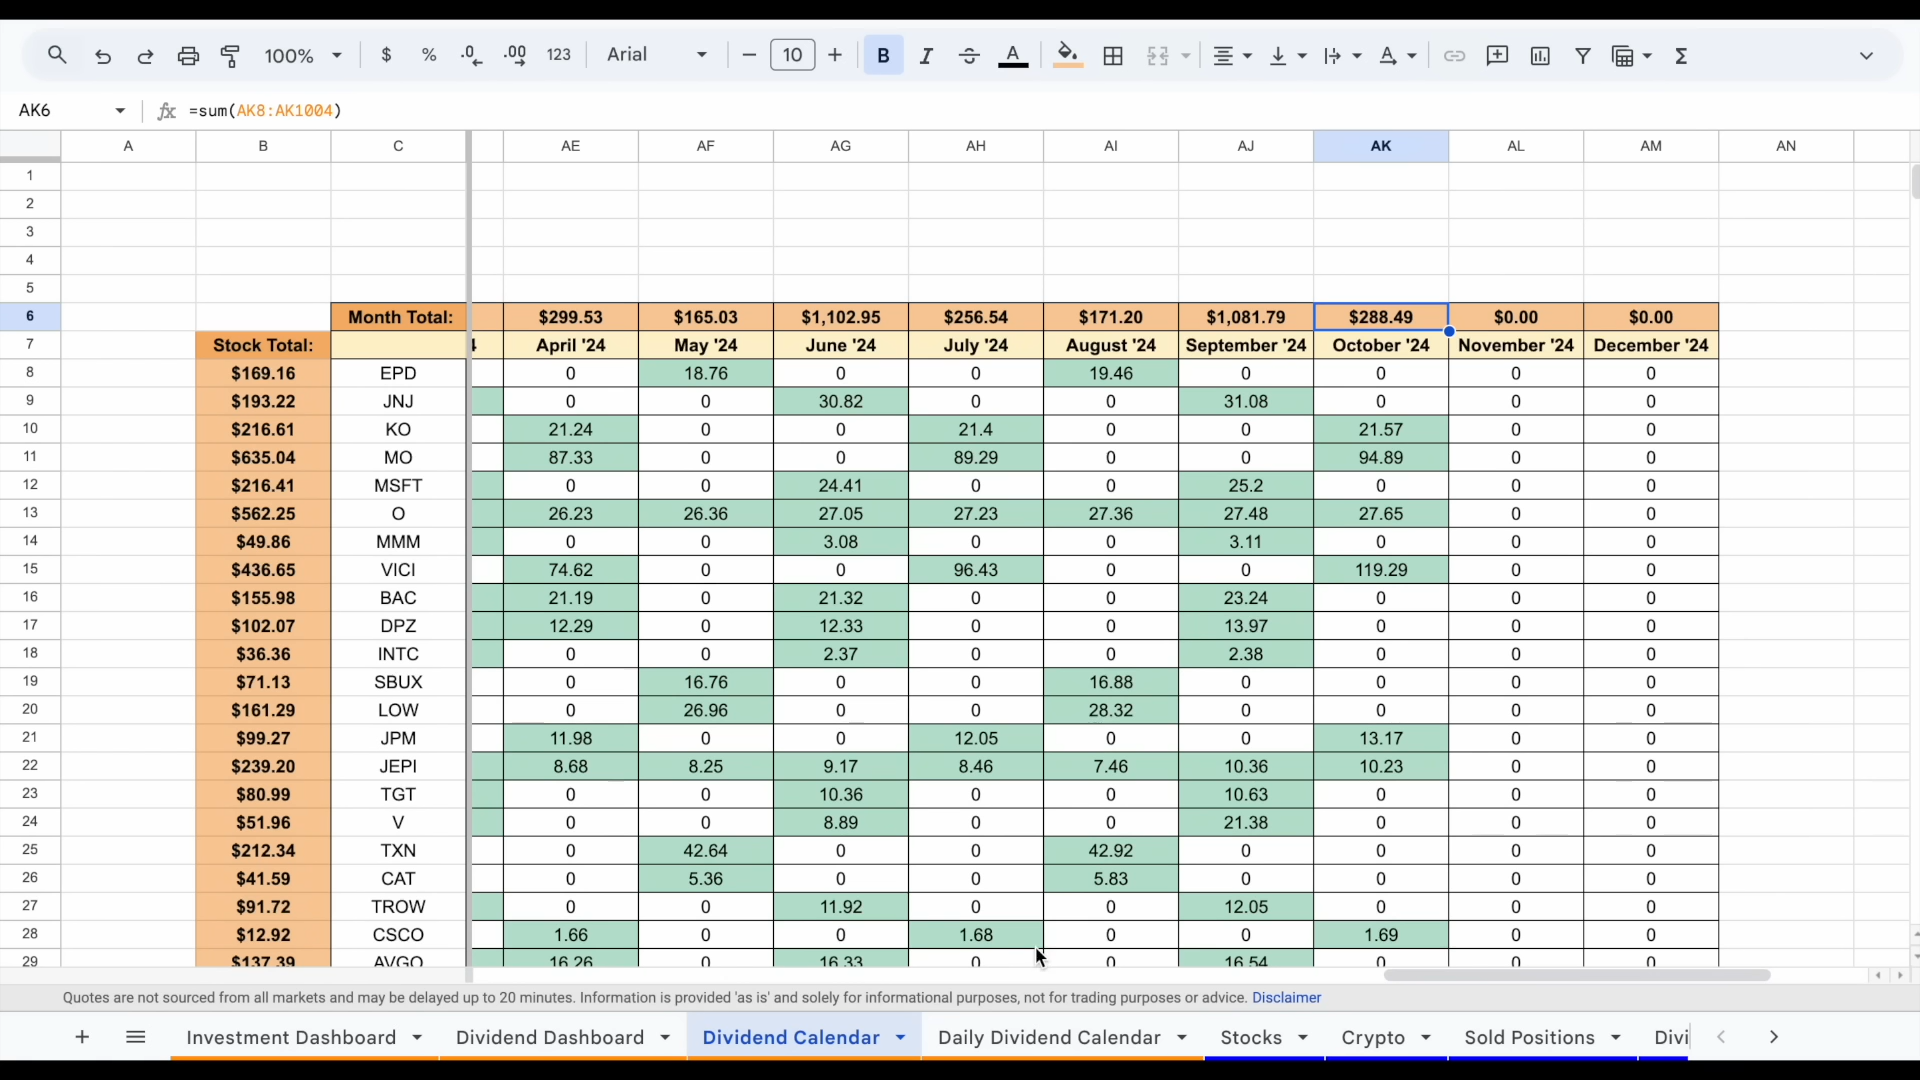 100% $ % .0 .00 123 Arial 10 B I A A Σ
AK6 fx =sum(AK8:AK1004)
A B C AE AF AG AH AI AJ AK AL AM AN
1
2
3
4
5
6 Month Total: $299.53 $165.03 $1,102.95 $256.54 $171.20 $1,081.79 $288.49 $0.00 $0.00
7 Stock Total: April '24 May '24 June '24 July '24 August '24 September '24 October '24 November '24 December '24
8 $169.16 EPD 0 18.76 0 0 19.46 0 0 0 0
9 $193.22 JNJ 0 0 30.82 0 0 31.08 0 0 0
10 $216.61 KO 21.24 0 0 21.4 0 0 21.57 0 0
11 $635.04 MO 87.33 0 0 89.29 0 0 94.89 0 0
12 $216.41 MSFT 0 0 24.41 0 0 25.2 0 0 0
13 $562.25 O 26.23 26.36 27.05 27.23 27.36 27.48 27.65 0 0
14 $49.86 MMM 0 0 3.08 0 0 3.11 0 0 0
15 $436.65 VICI 74.62 0 0 96.43 0 0 119.29 0 0
16 $155.98 BAC 21.19 0 21.32 0 0 23.24 0 0 0
17 $102.07 DPZ 12.29 0 12.33 0 0 13.97 0 0 0
18 $36.36 INTC 0 0 2.37 0 0 2.38 0 0 0
19 $71.13 SBUX 0 16.76 0 0 16.88 0 0 0 0
20 $161.29 LOW 0 26.96 0 0 28.32 0 0 0 0
21 $99.27 JPM 11.98 0 0 12.05 0 0 13.17 0 0
22 $239.20 JEPI 8.68 8.25 9.17 8.46 7.46 10.36 10.23 0 0
23 $80.99 TGT 0 0 10.36 0 0 10.63 0 0 0
24 $51.96 V 0 0 8.89 0 0 21.38 0 0 0
25 $212.34 TXN 0 42.64 0 0 42.92 0 0 0 0
26 $41.59 CAT 0 5.36 0 0 5.83 0 0 0 0
27 $91.72 TROW 0 0 11.92 0 0 12.05 0 0 0
28 $12.92 CSCO 1.66 0 0 1.68 0 0 1.69 0 0
29 $137.39 AVGO 16.26 0 16.33 0 0 16.54 0 0 0
Quotes are not sourced from all markets and may be delayed up to 20 minutes. Information is provided 'as is' and solely for informational purposes, not for trading purposes or advice. Disclaimer
Investment Dashboard Dividend Dashboard Dividend Calendar Daily Dividend Calendar Stocks Crypto Sold Positions Divi